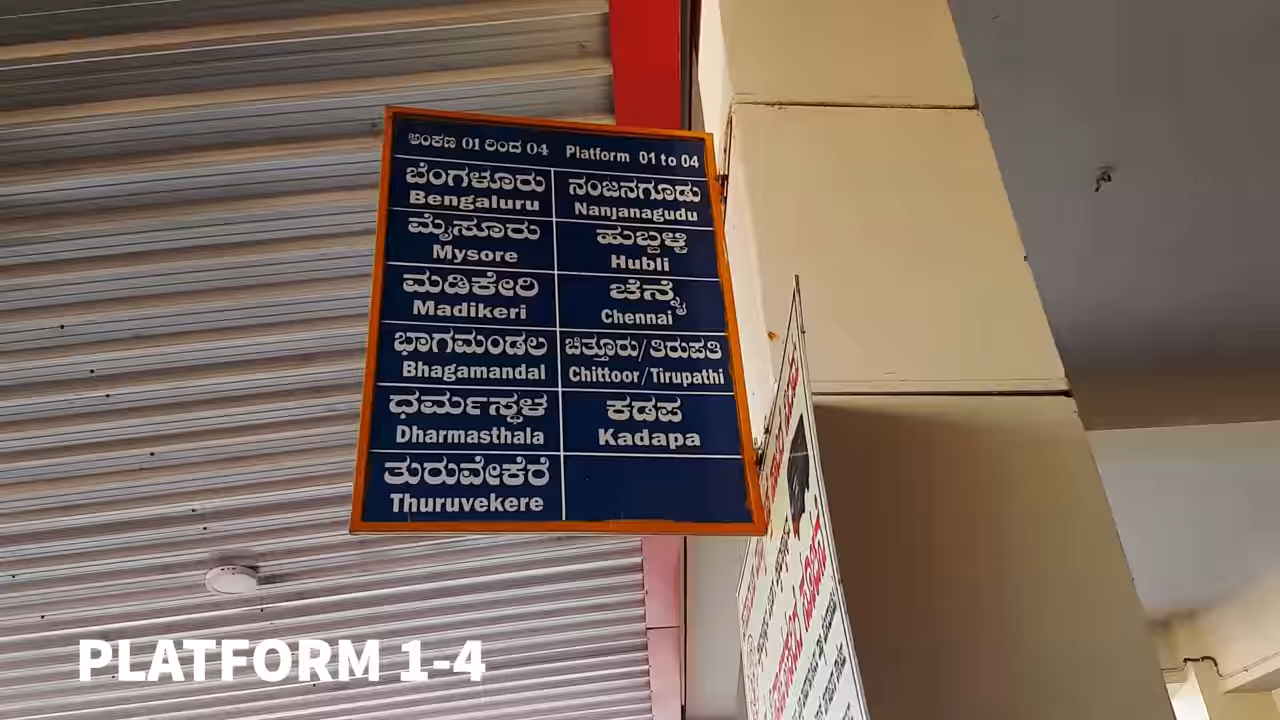 ಅಂಕಣ 01 ರಿಂದ 04 Platform 01 to 04
ಬೆಂಗಳೂರು
Bengaluru
ನಂಜನಗೂಡು
Nanjanagudu
ಮೈಸೂರು
Mysore
ಹುಬ್ಬಳ್ಳಿ
Hubli
ಮಡಿಕೇರಿ
Madikeri
ಚೆನ್ನೈ
Chennai
ಭಾಗಮಂಡಲ
Bhagamandal
ಚಿತ್ತೂರು/ತಿರುಪತಿ
Chittoor/Tirupathi
ಧರ್ಮಸ್ಥಳ
Dharmasthala
ಕಡಪ
Kadapa
ತುರುವೇಕೆರೆ
Thuruvekere
PLATFORM 1-4